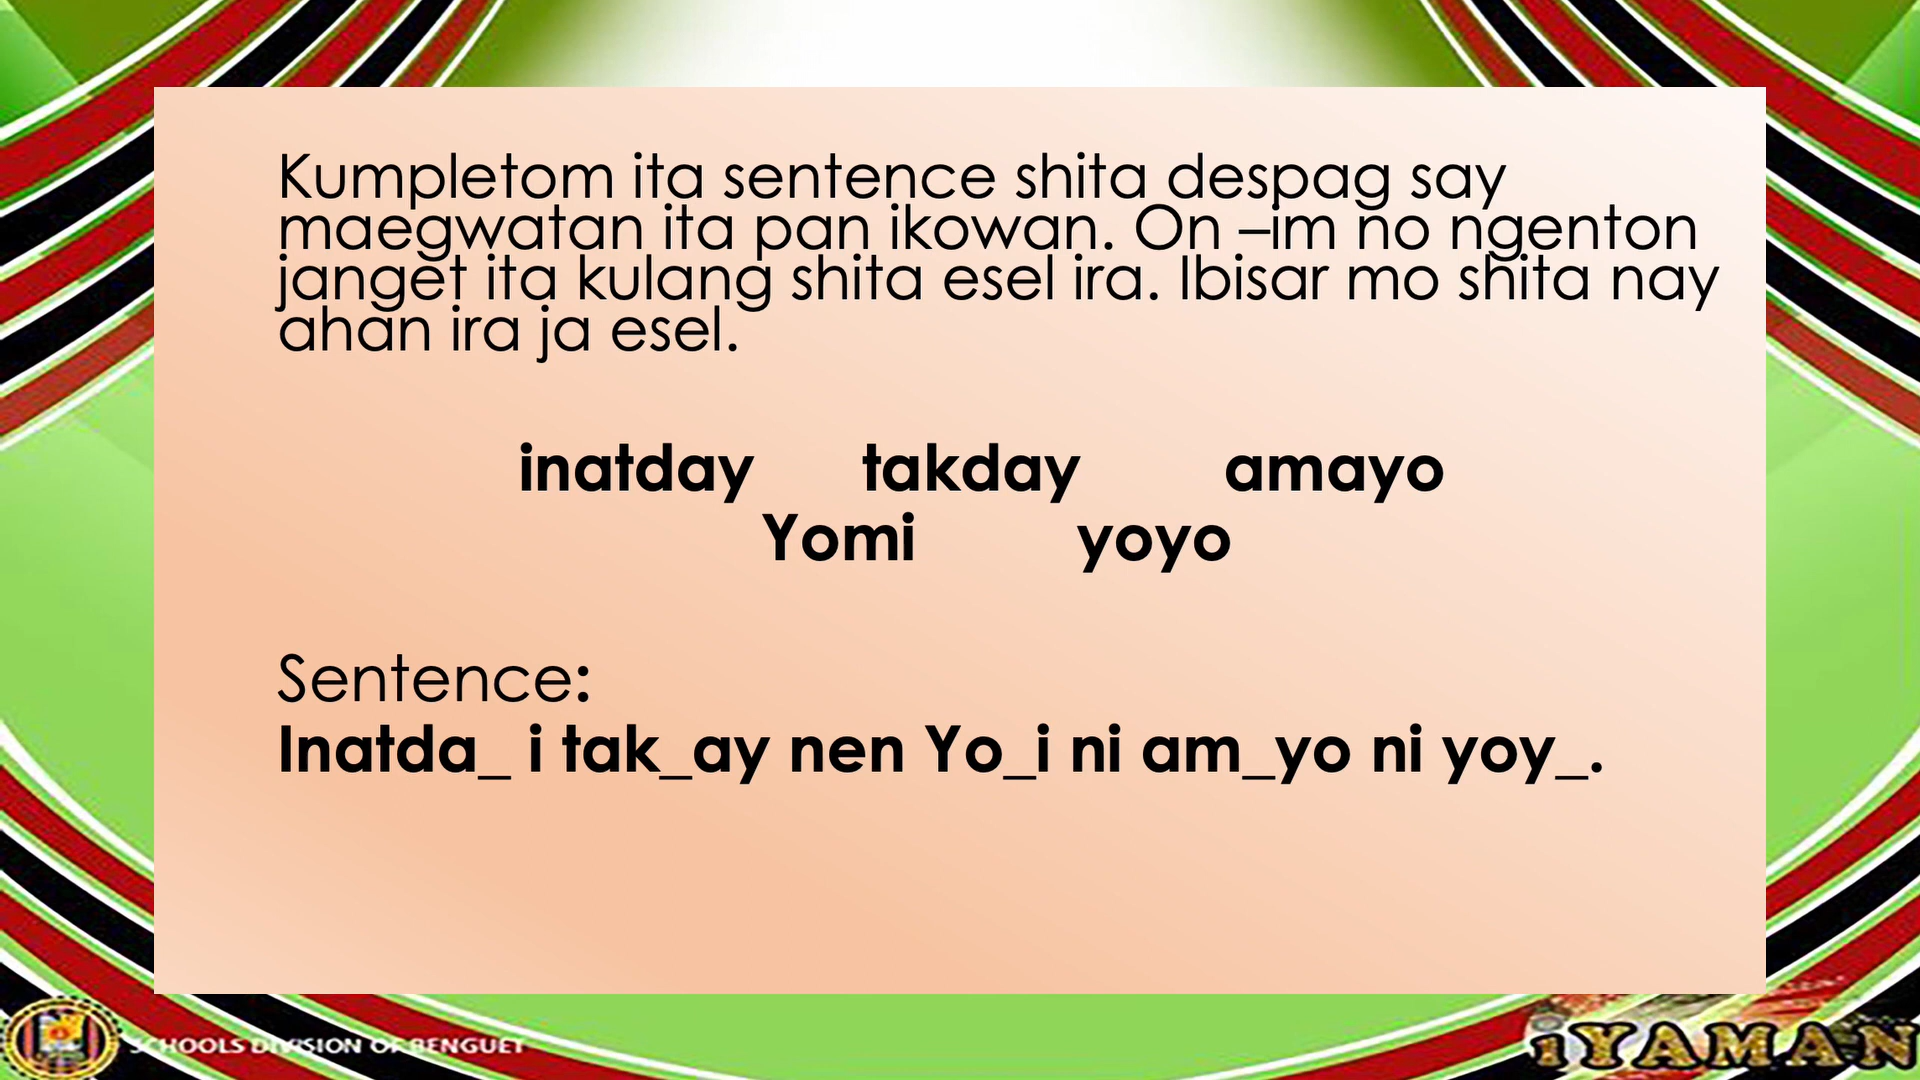 Kumpletom ita sentence shita despag say
maegwatan ita pan ikowan. On –im no ngenton
janget ita kulang shita esel ira. Ibisar mo shita nay
ahan ira ja esel.
inatday takday amayo
Yomi yoyo
Sentence:
Inatda_ i tak_ay nen Yo_i ni am_yo ni yoy_.
SCHOOLS DIVISION OF BENGUET
iYAMAN